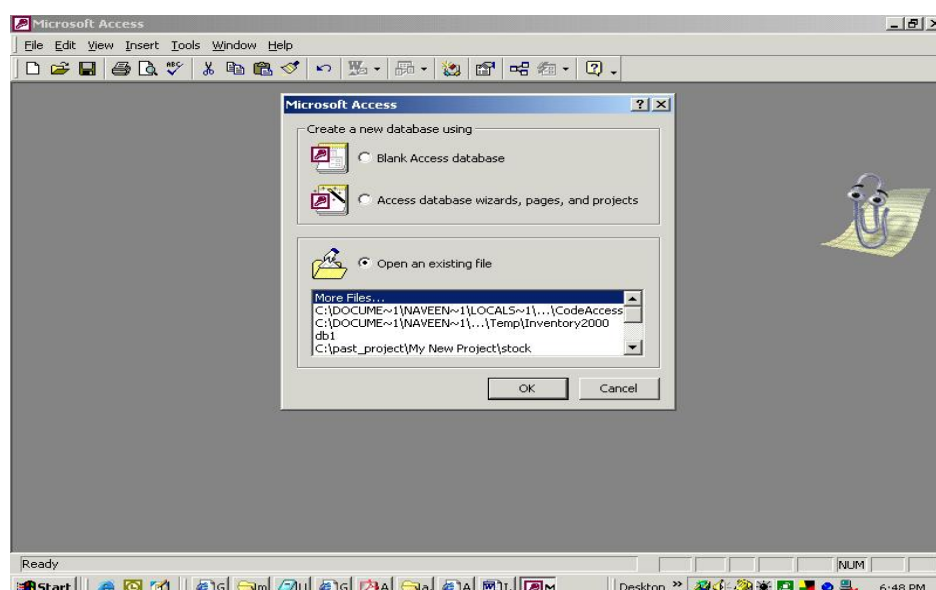 Microsoft Access
File Edit View Insert Tools Window Help
Microsoft Access
Create a new database using
Blank Access database
Access database wizards, pages, and projects
Open an existing file
More Files...
C:\DOCUME~1\NAVEEN~1\LOCALS~1\...\CodeAccess
C:\DOCUME~1\NAVEEN~1\...\Temp\Inventory2000
db1
C:\past_project\My New Project\stock
OK Cancel
Ready NUM
Start Desktop 6:48 PM